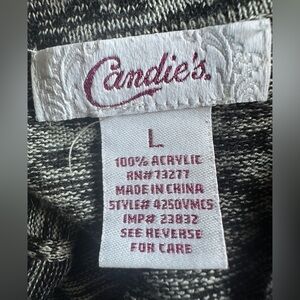 Candie's.
L
100% ACRYLIC
RN#73277
MADE IN CHINA
STYLE# 4250VMCS
IMP# 23832
SEE REVERSE
FOR CARE